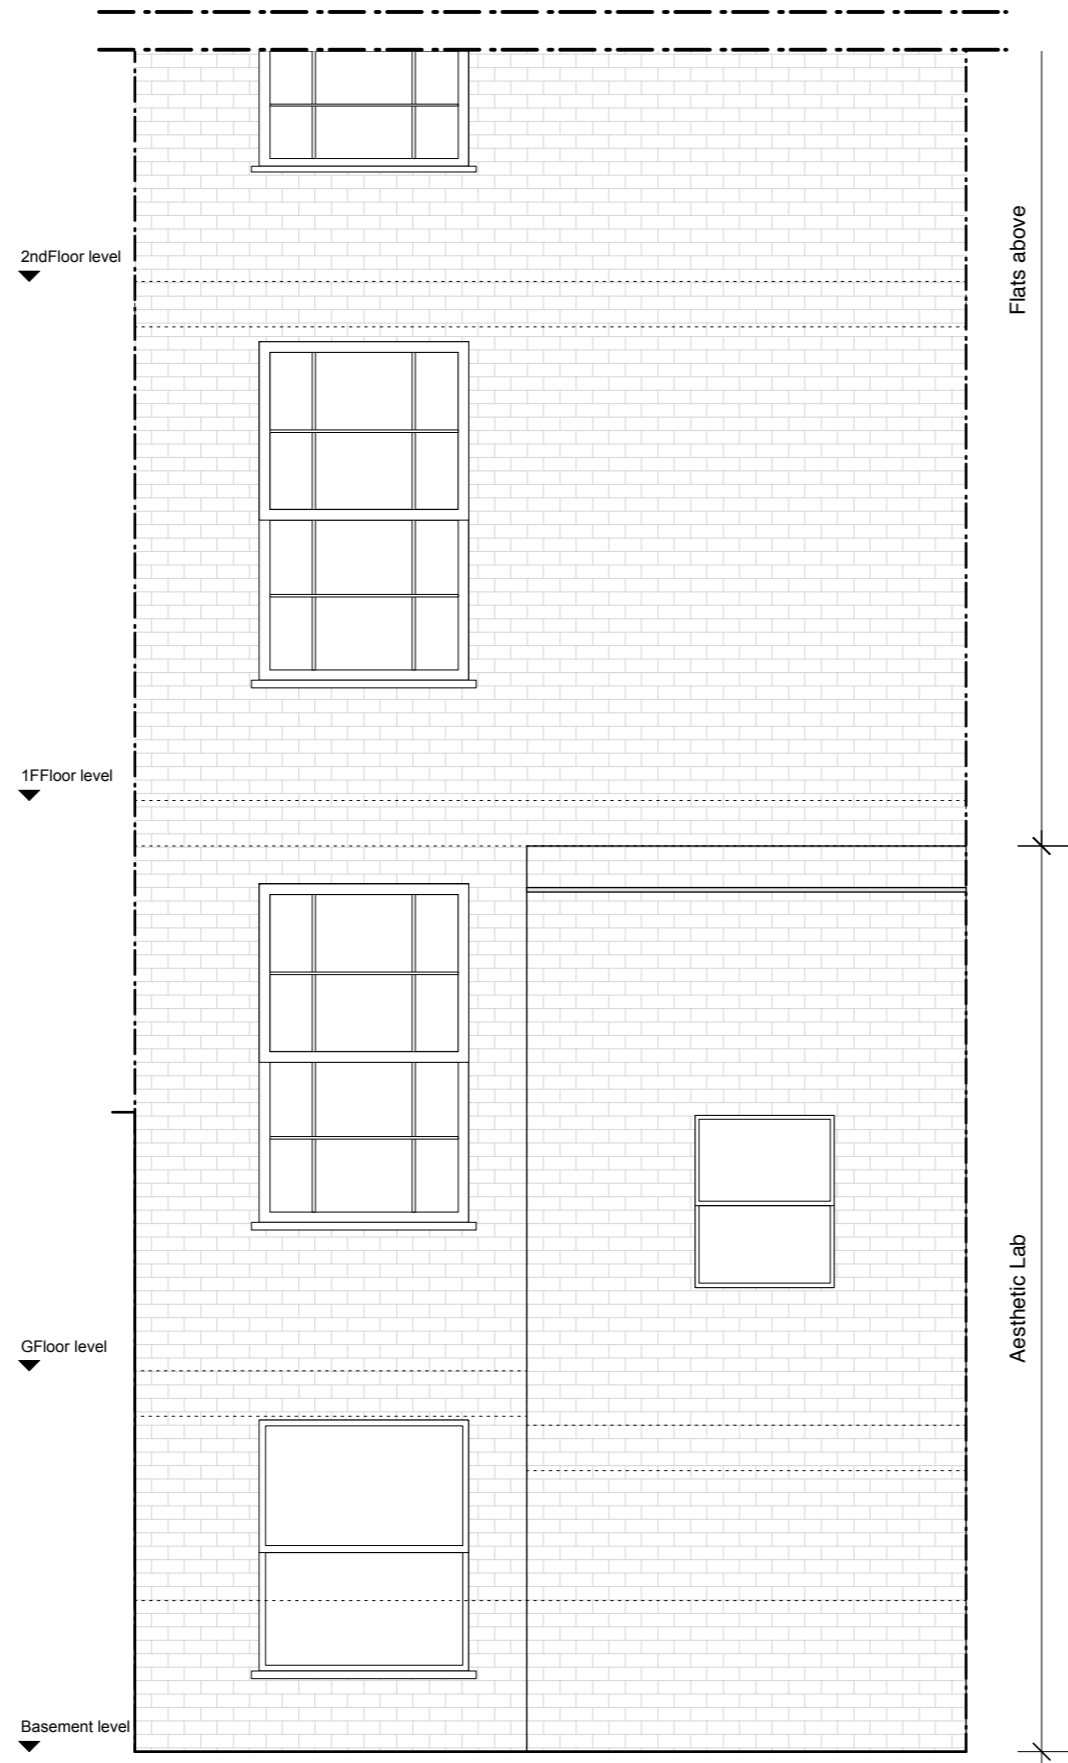 2ndFloor level
Flats above
1FFloor level
Aesthetic Lab
GFloor level
Basement level